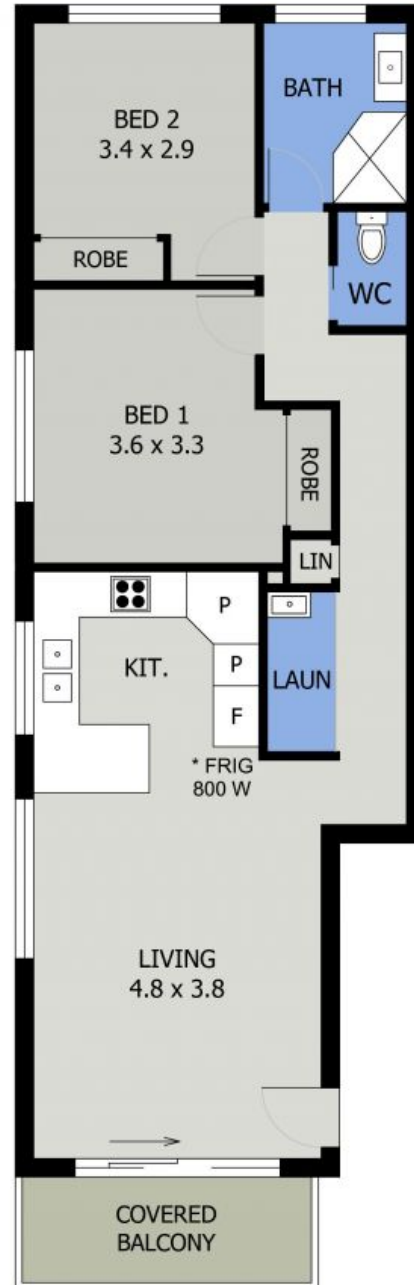 BED 2
3.4 x 2.9
BATH
ROBE
WC
BED 1
3.6 x 3.3
ROBE
LIN
P
KIT.
P
LAUN
F
* FRIG
800 W
LIVING
4.8 x 3.8
COVERED
BALCONY